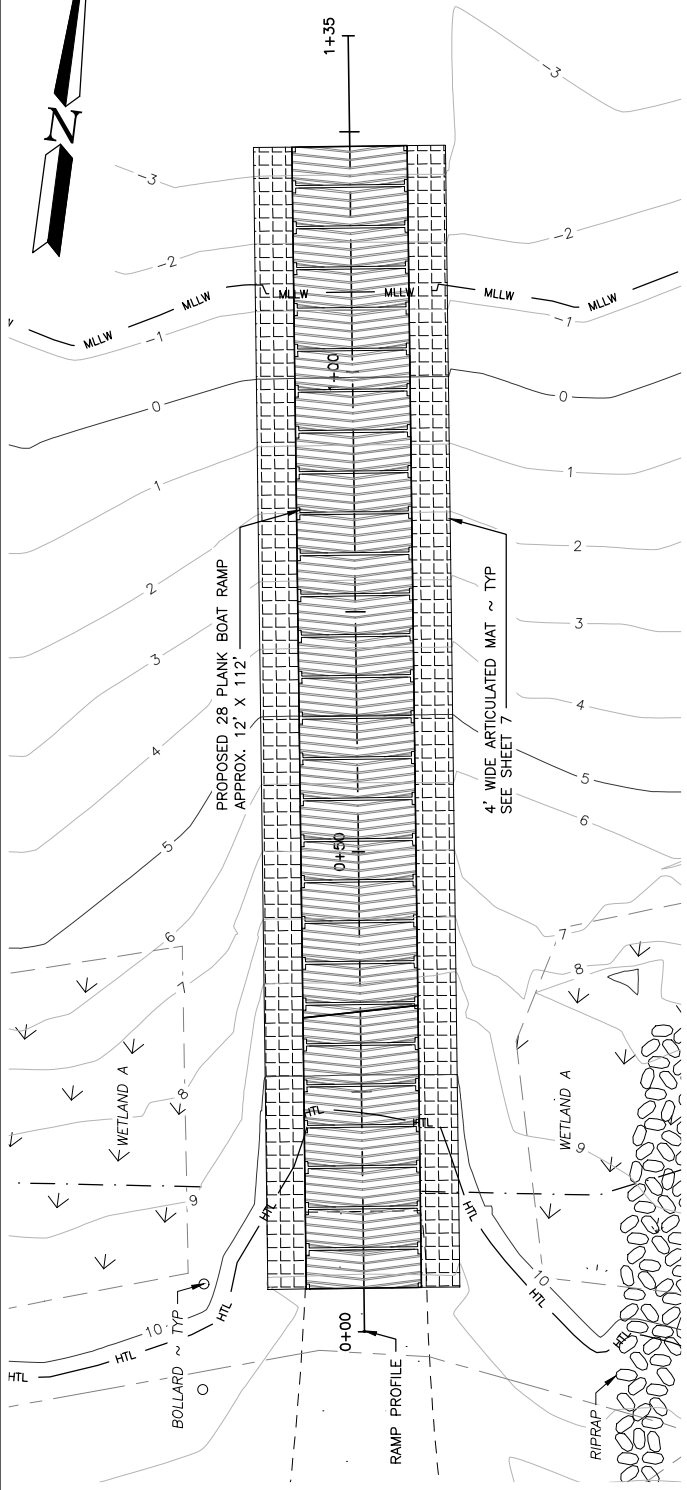 1+35
N
-3
-3
-2
-2
MLLW
MLLW
MLLW
MLLW
MLLW
MLLW
-1
-1
1+00
0
0
1
1
2
2
3
3
4
4
5
5
6
6
7
7
8
8
9
9
10
10
PROPOSED 28 PLANK BOAT RAMP
APPROX. 12' X 112'
4' WIDE ARTICULATED MAT ~ TYP
SEE SHEET 7
0+50
WETLAND A
WETLAND A
HTL
HTL
HTL
HTL
HTL
HTL
HTL
HTL
HTL
BOLLARD ~ TYP
0+00
RAMP PROFILE
RIPRAP